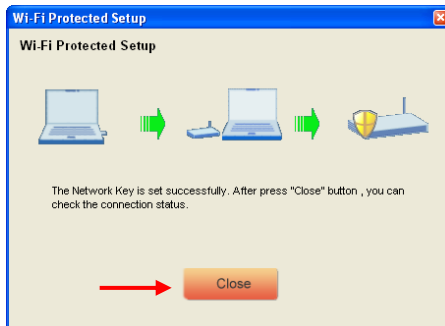 Wi-Fi Protected Setup
Wi-Fi Protected Setup
The Network Key is set successfully. After press "Close" button , you can
check the connection status.
Close